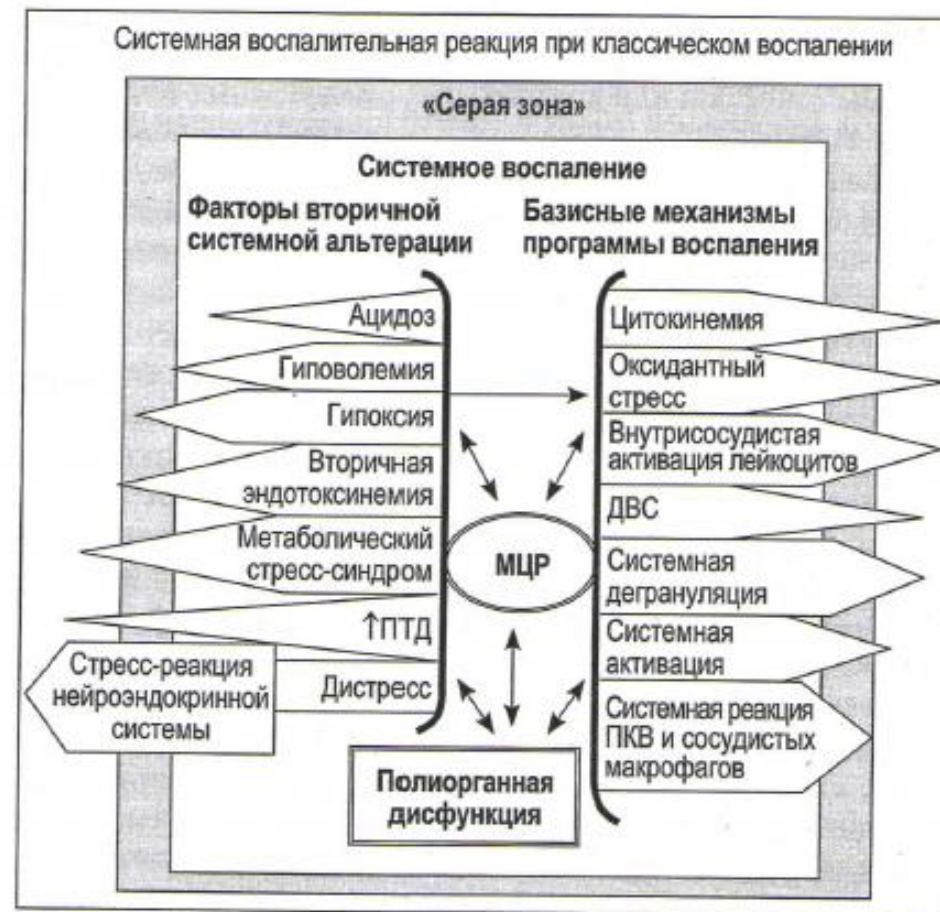 Системная воспалительная реакция при классическом воспалении
«Серая зона»
Системное воспаление
Факторы вторичной
системной альтерации
Базисные механизмы
программы воспаления
Ацидоз
Гиповолемия
Гипоксия
Вторичная
эндотоксинемия
Метаболический
стресс-синдром
↑ПТД
Стресс-реакция
нейроэндокринной
системы
Дистресс
МЦР
Полиорганная
дисфункция
Цитокинемия
Оксидантный
стресс
Внутрисосудистая
активация лейкоцитов
ДВС
Системная
дегрануляция
Системная
активация
Системная реакция
ПКВ и сосудистых
макрофагов